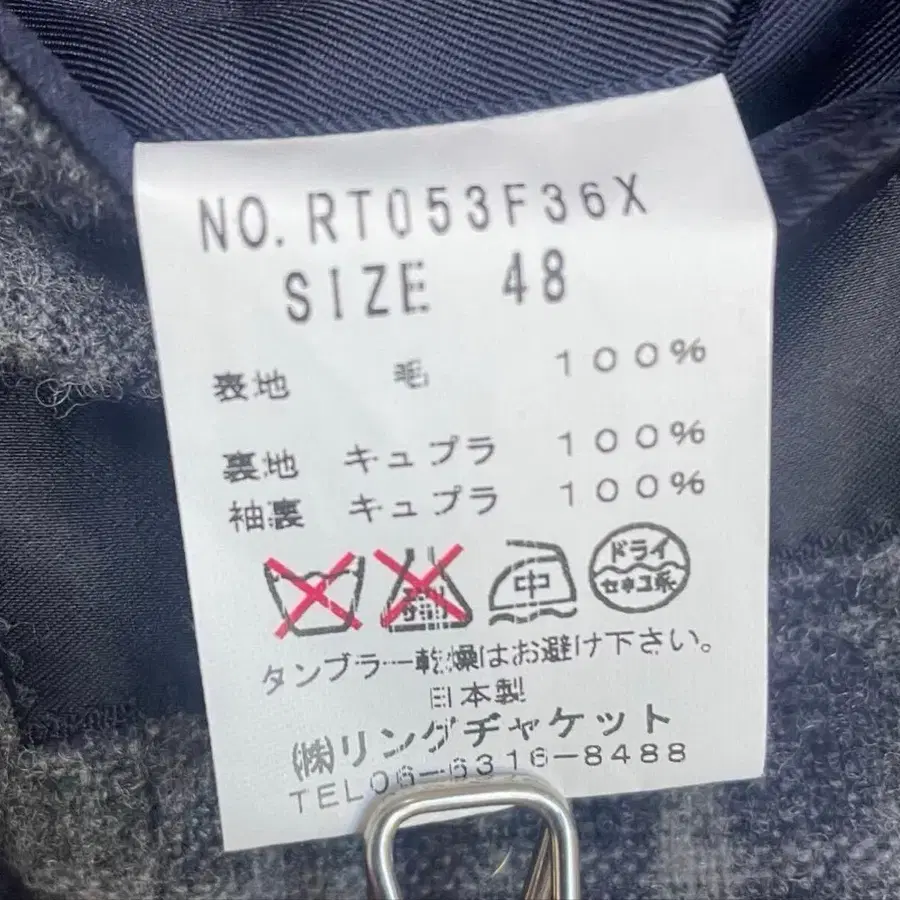 NO. RT053F36X
SIZE 48
表地 毛 100%
裏地 キュプラ 100%
袖裏 キュプラ 100%
中 ドライ
セキユ系
タンブラー乾燥はお避け下さい。
日本製
㈱リングヂャケット
TEL06-6316-8488